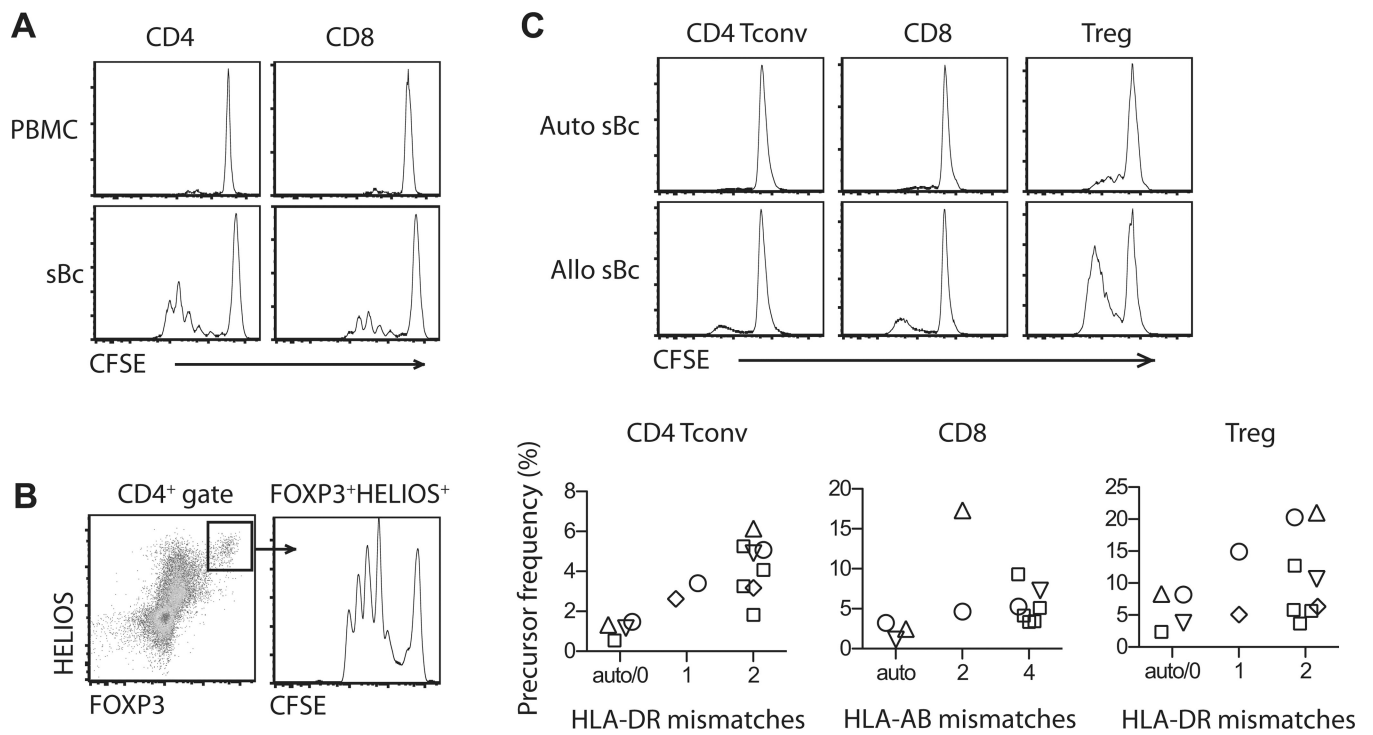 A
CD4 CD8
PBMC
sBc
CFSE
B
CD4⁺ gate FOXP3⁺HELIOS⁺
HELIOS
FOXP3 CFSE
C
CD4 Tconv CD8 Treg
Auto sBc
Allo sBc
CFSE
Precursor frequency (%)
CD4 Tconv
8
6
4
2
0
auto/0 1 2
HLA-DR mismatches
CD8
20
15
10
5
0
auto 2 4
HLA-AB mismatches
Treg
25
20
15
10
5
0
auto/0 1 2
HLA-DR mismatches